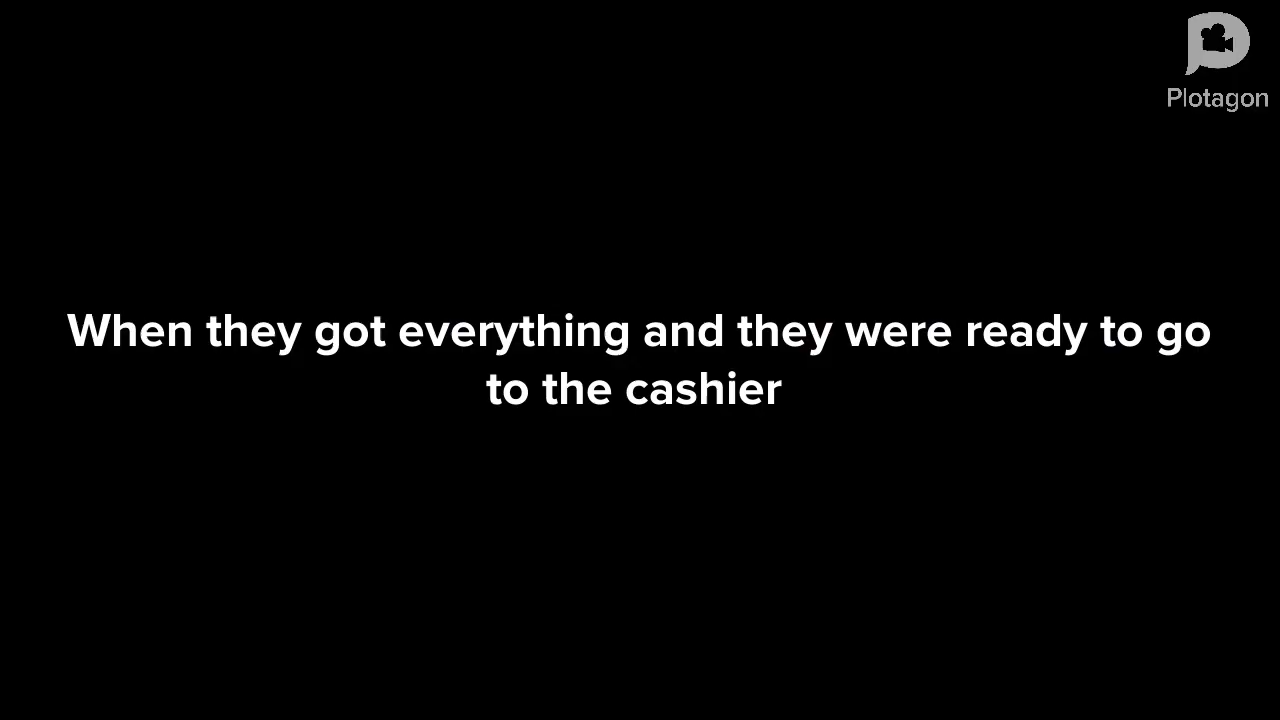 Plotagon
When they got everything and they were ready to go
to the cashier